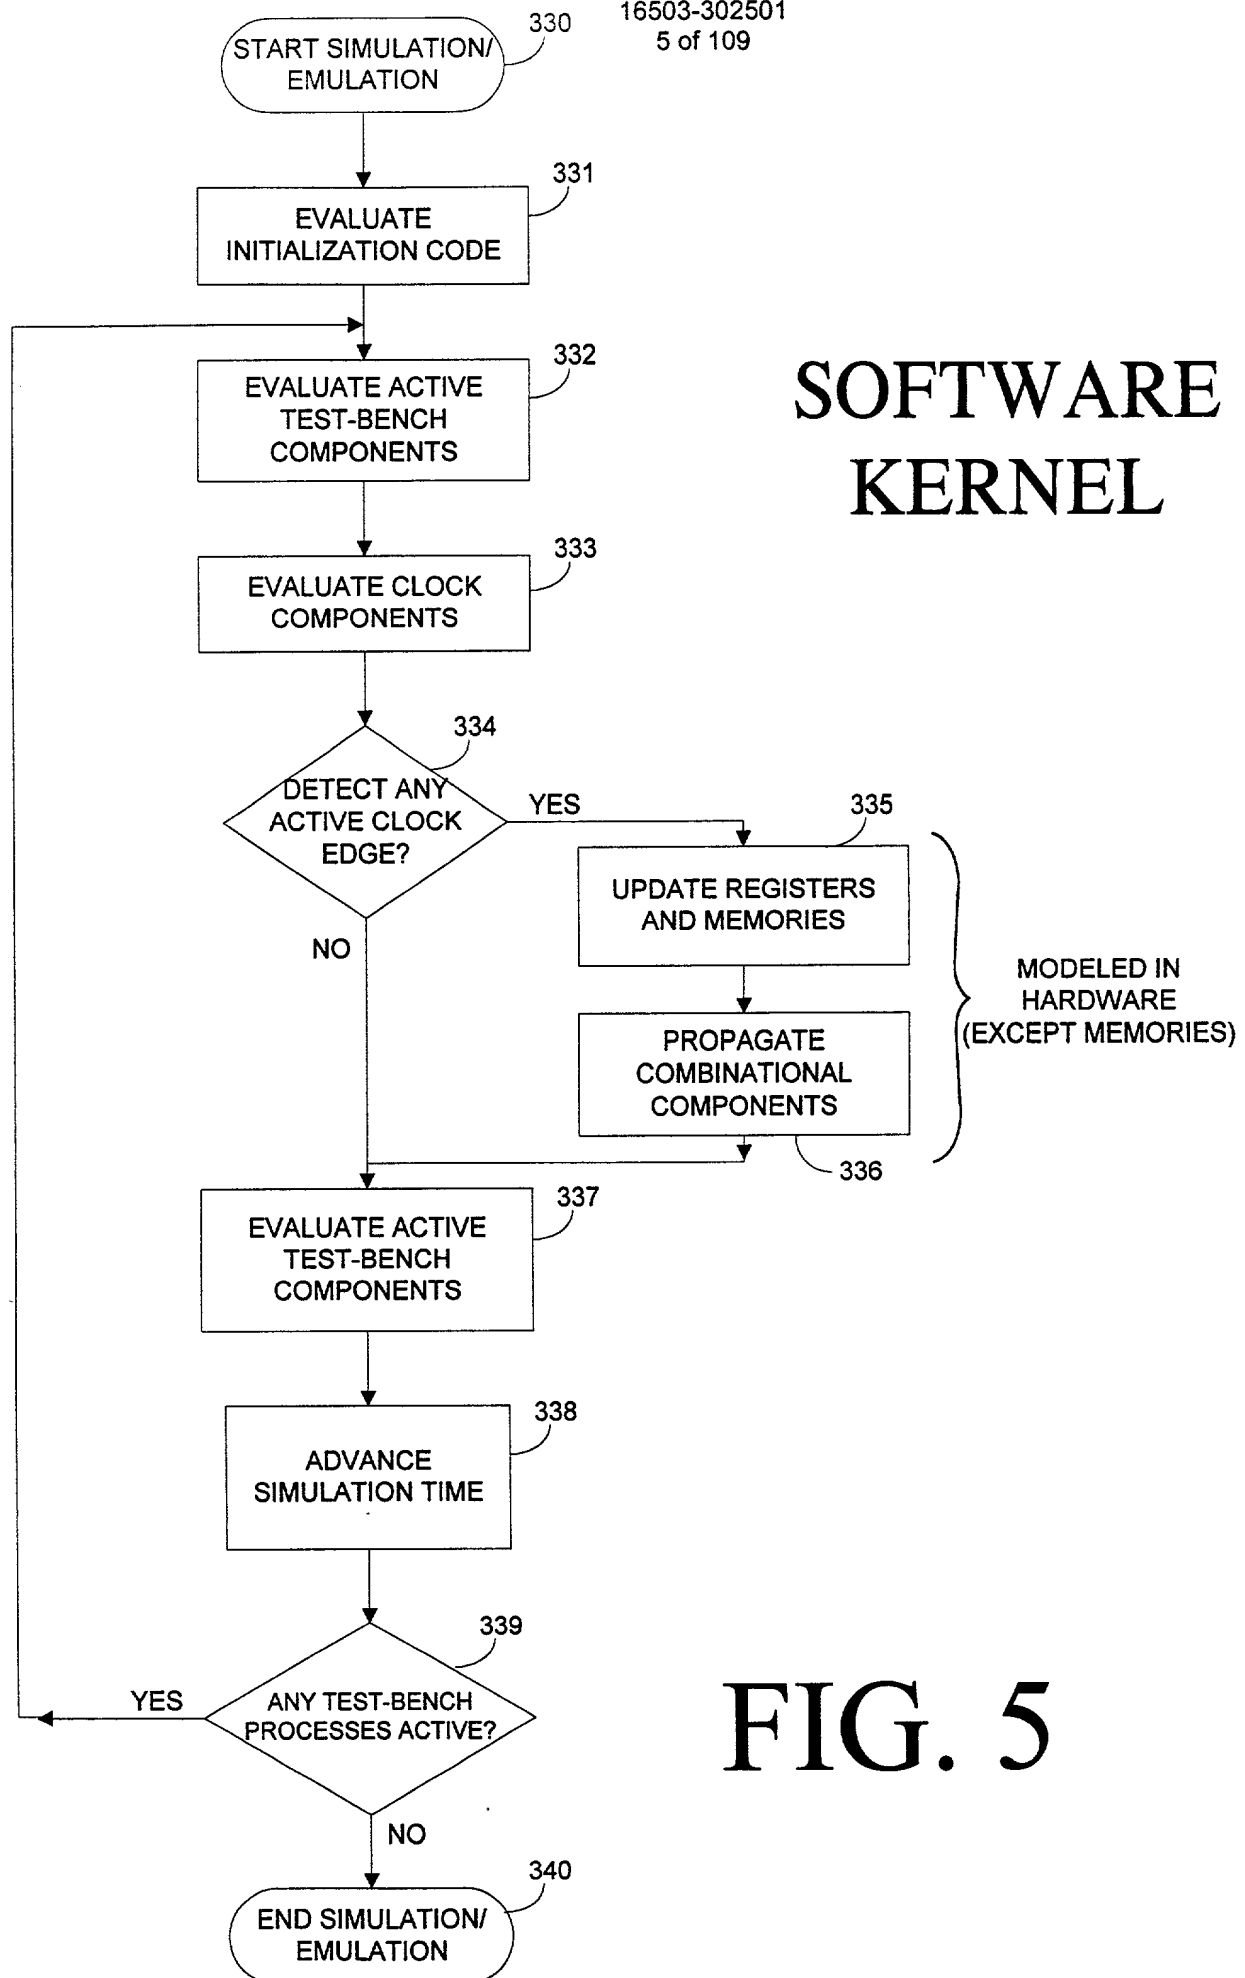 16503-302501
5 of 109
330
START SIMULATION/
EMULATION
331
EVALUATE
INITIALIZATION CODE
332
EVALUATE ACTIVE
TEST-BENCH
COMPONENTS
SOFTWARE
KERNEL
333
EVALUATE CLOCK
COMPONENTS
334
DETECT ANY
ACTIVE CLOCK
EDGE?
YES
NO
335
UPDATE REGISTERS
AND MEMORIES
PROPAGATE
COMBINATIONAL
COMPONENTS
336
MODELED IN
HARDWARE
(EXCEPT MEMORIES)
337
EVALUATE ACTIVE
TEST-BENCH
COMPONENTS
338
ADVANCE
SIMULATION TIME
339
ANY TEST-BENCH
PROCESSES ACTIVE?
YES
NO
FIG. 5
340
END SIMULATION/
EMULATION